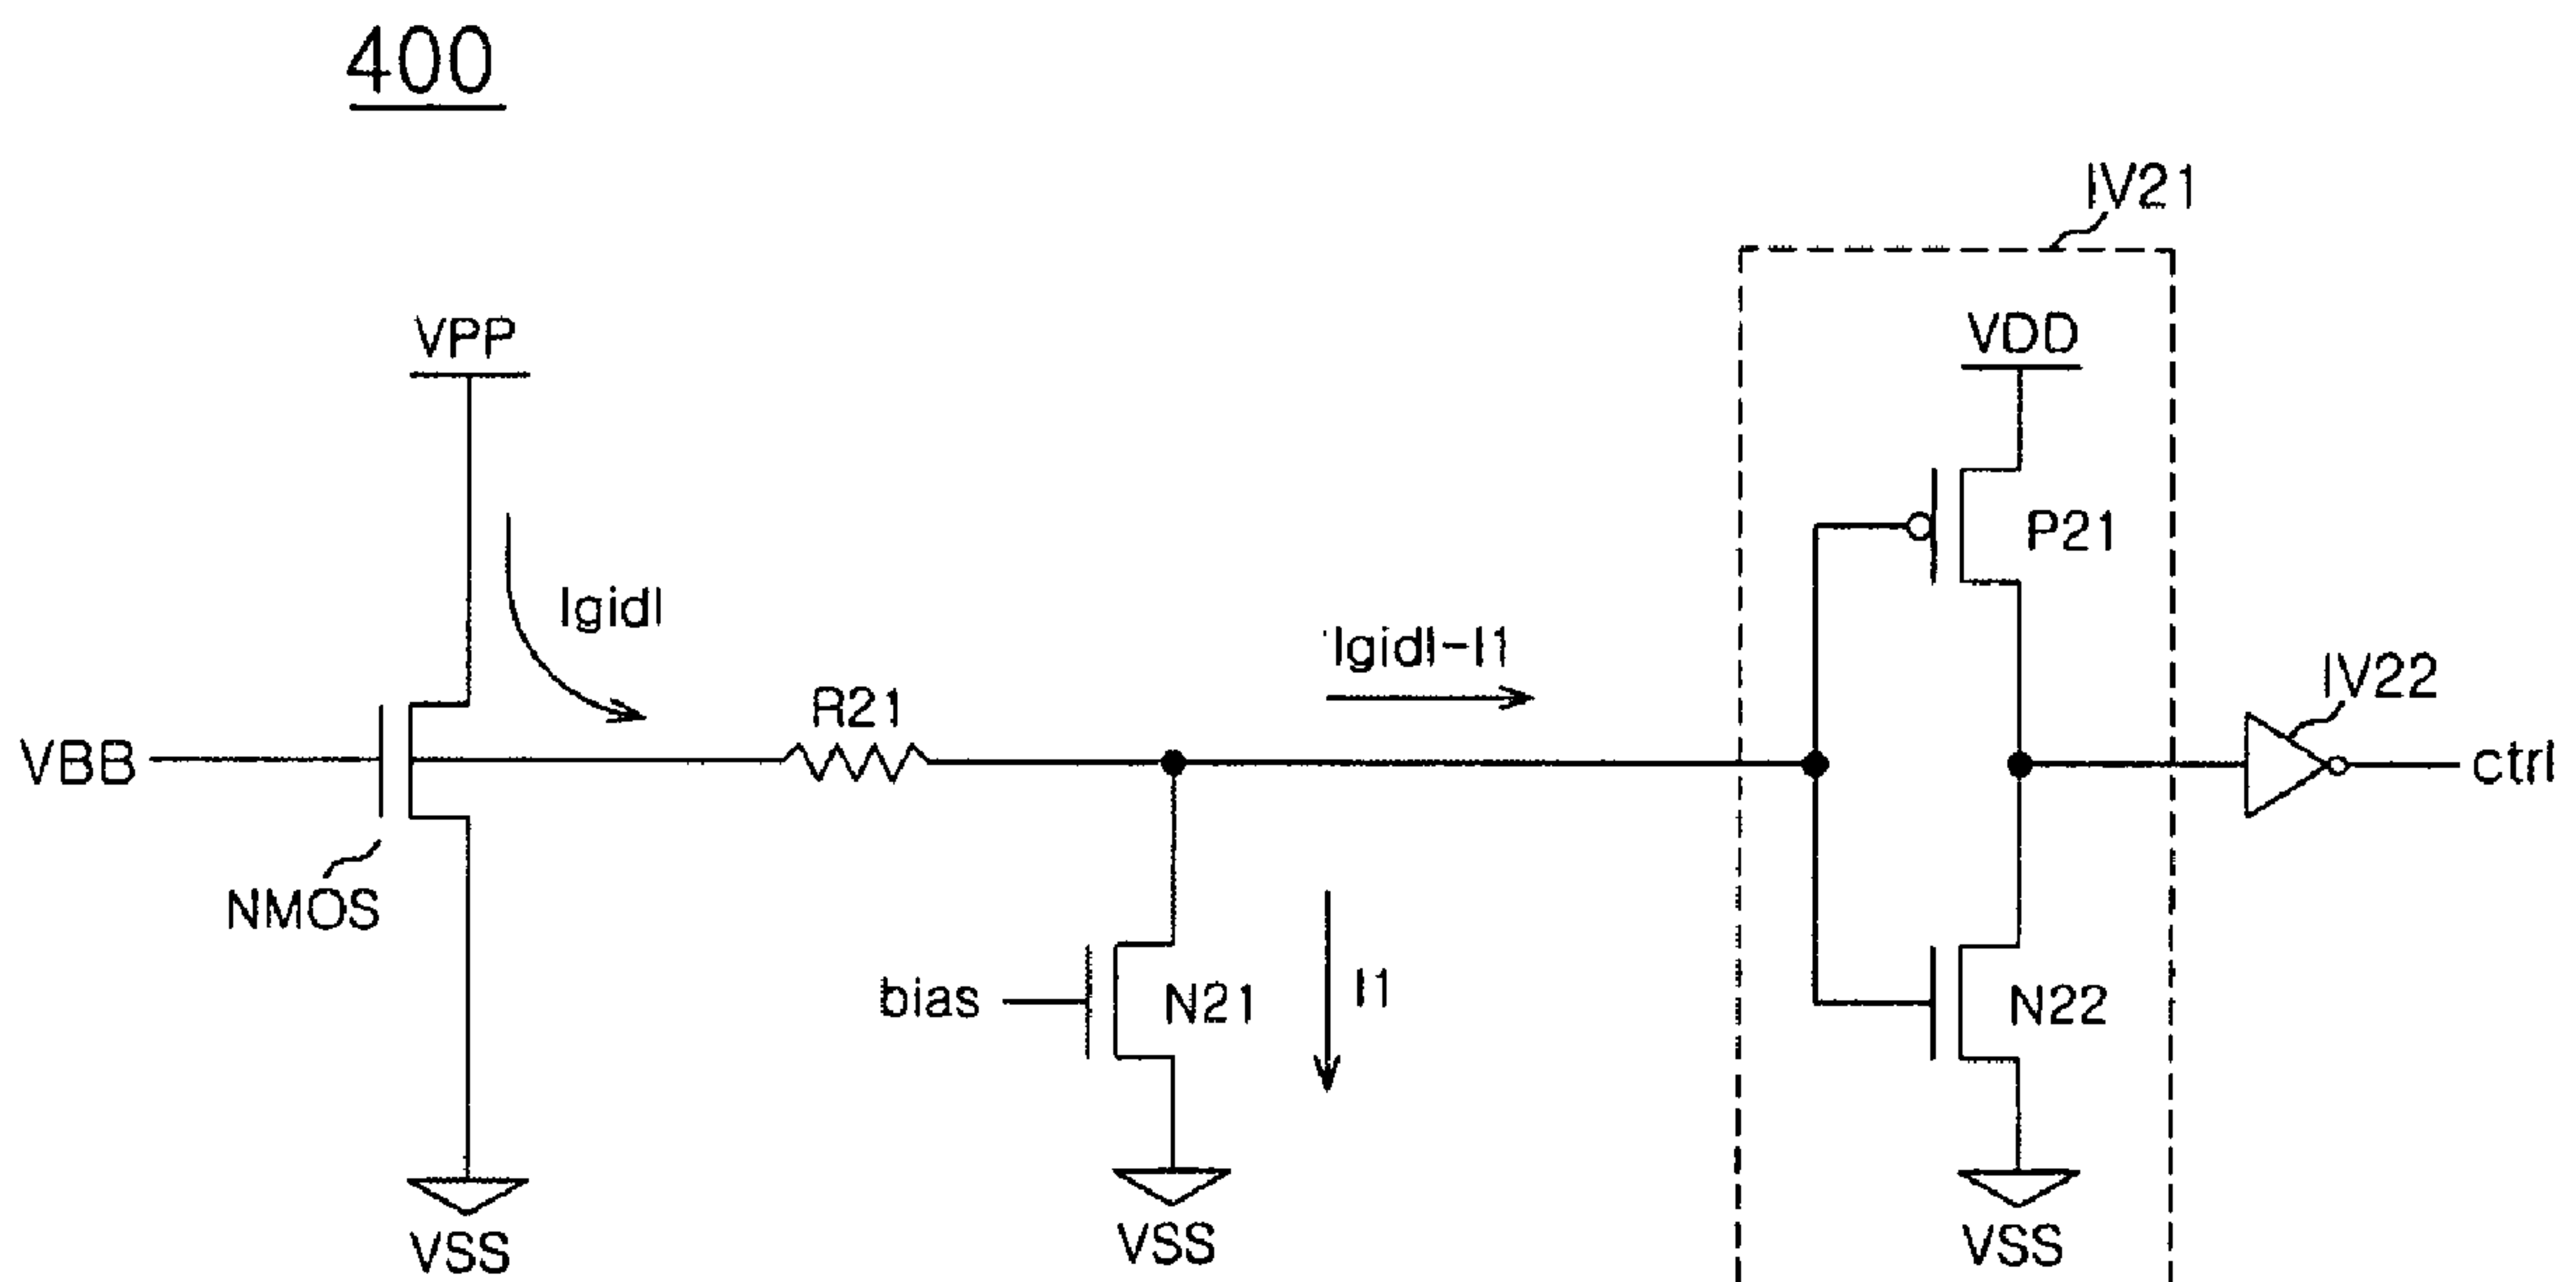 400
IV21
VPP
VDD
Igidl
P21
Igidl-I1
IV22
R21
VBB
ctrl
NMOS
bias
N21
I1
N22
VSS
VSS
VSS